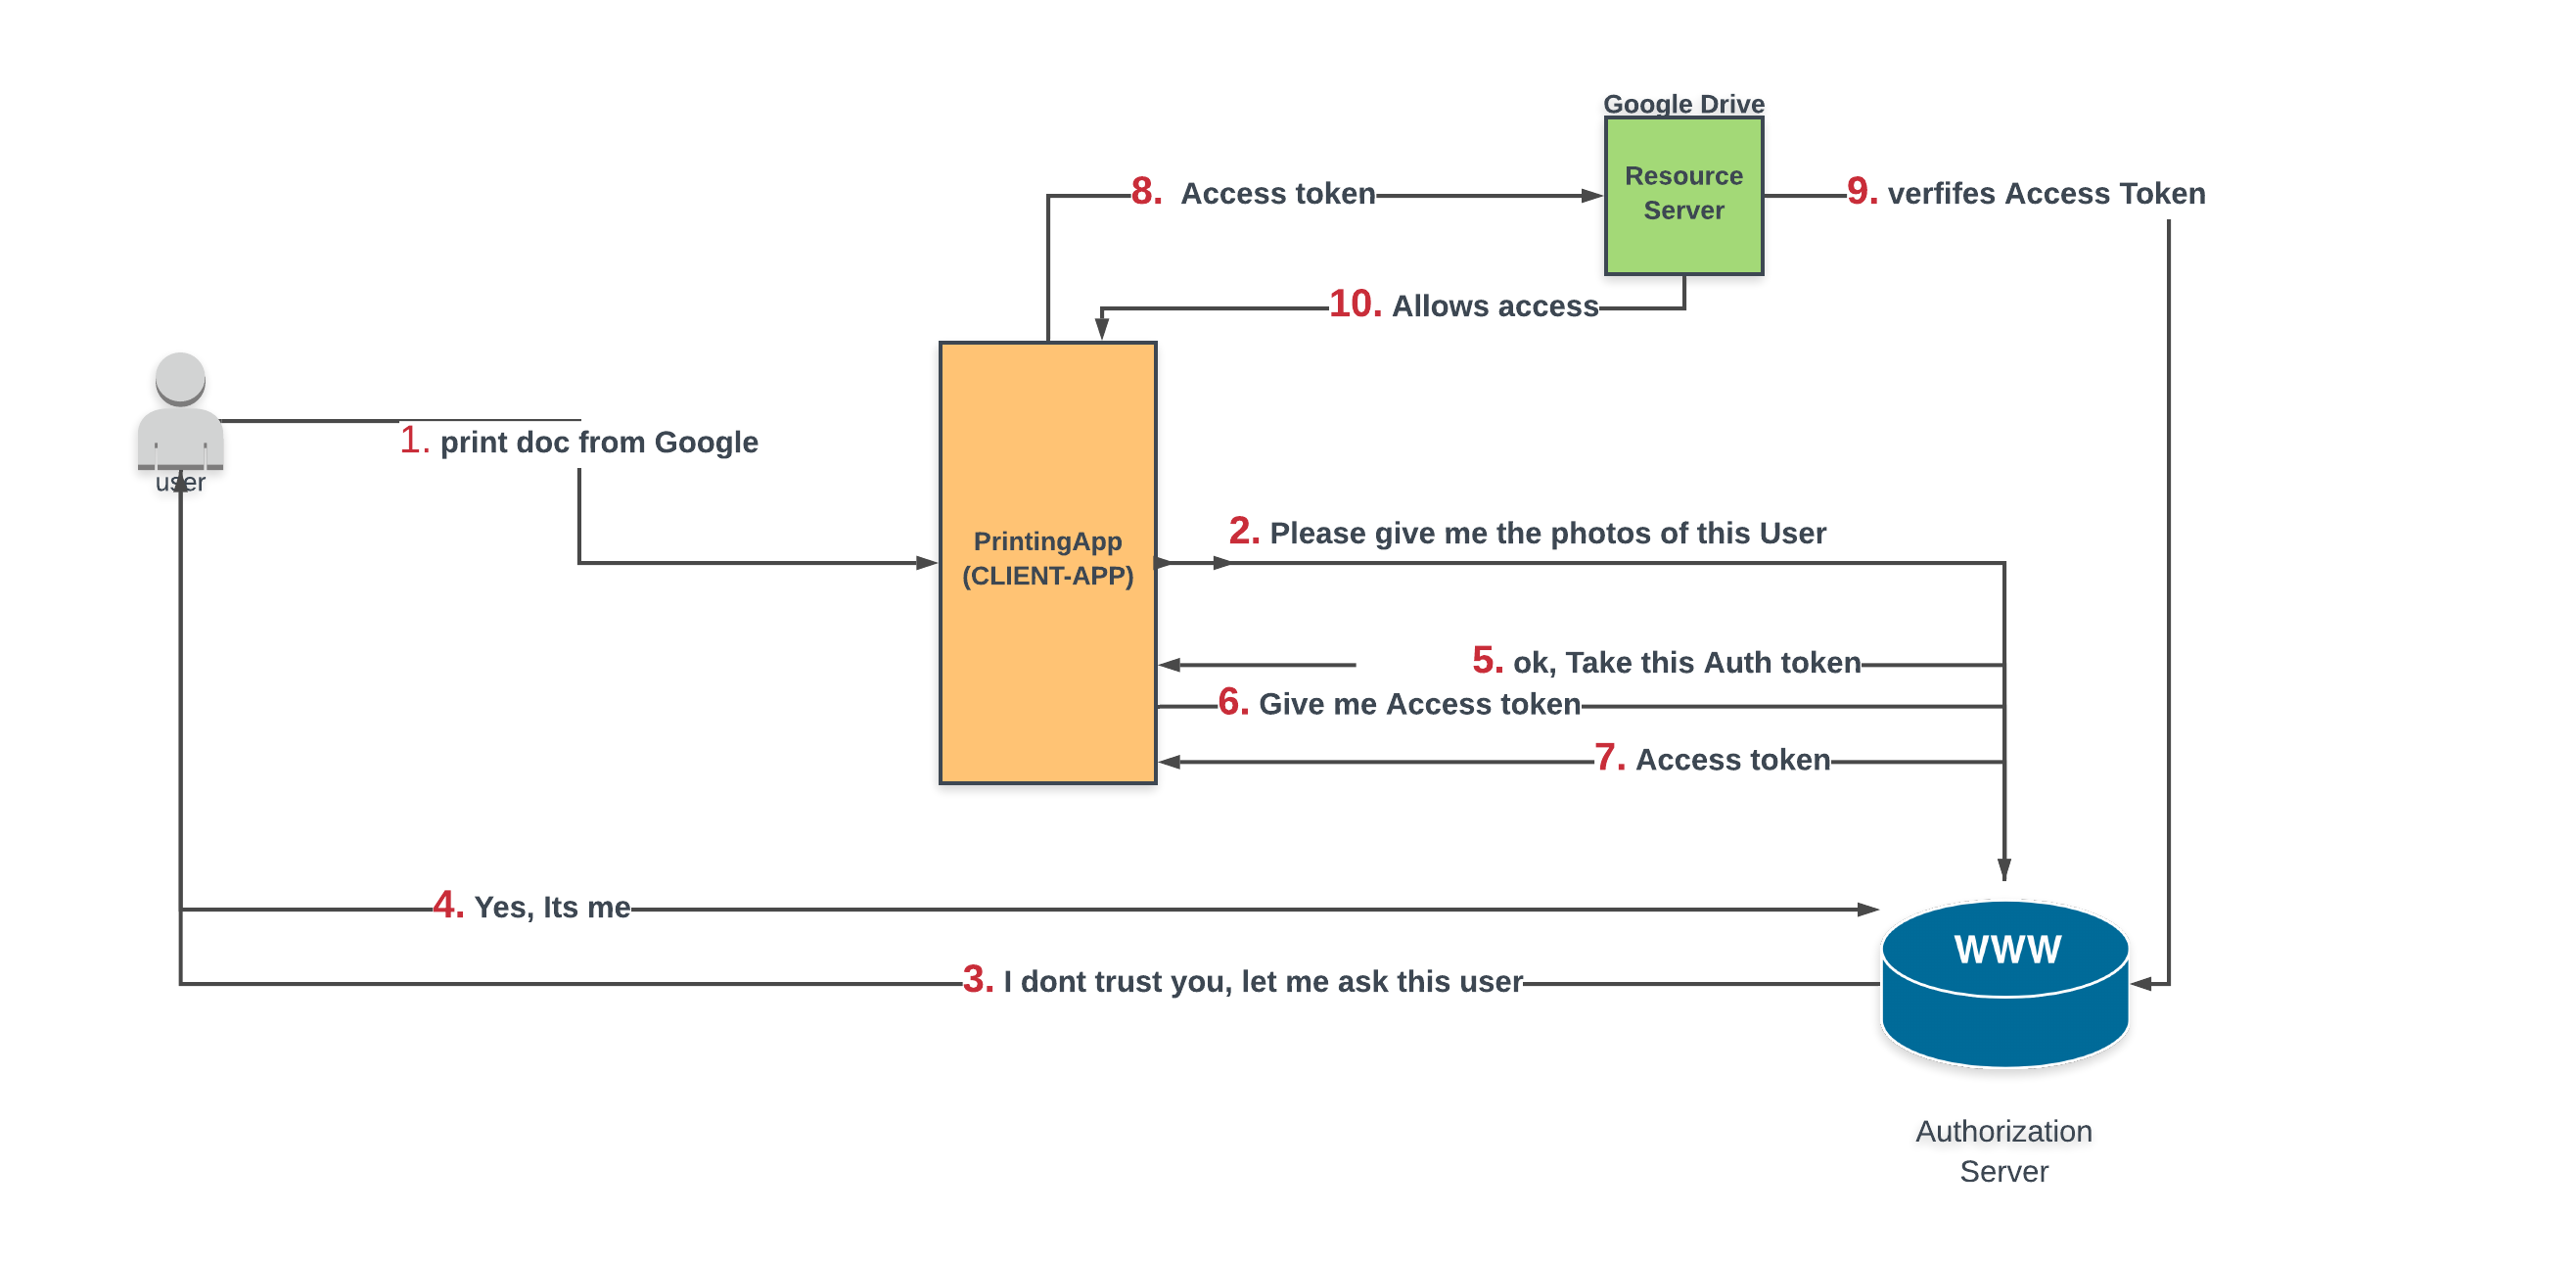 Google Drive
Resource
Server
8. Access token
9. verfifes Access Token
10. Allows access
1. print doc from Google
user
PrintingApp
(CLIENT-APP)
2. Please give me the photos of this User
5. ok, Take this Auth token
6. Give me Access token
7. Access token
4. Yes, Its me
3. I dont trust you, let me ask this user
WWW
Authorization
Server